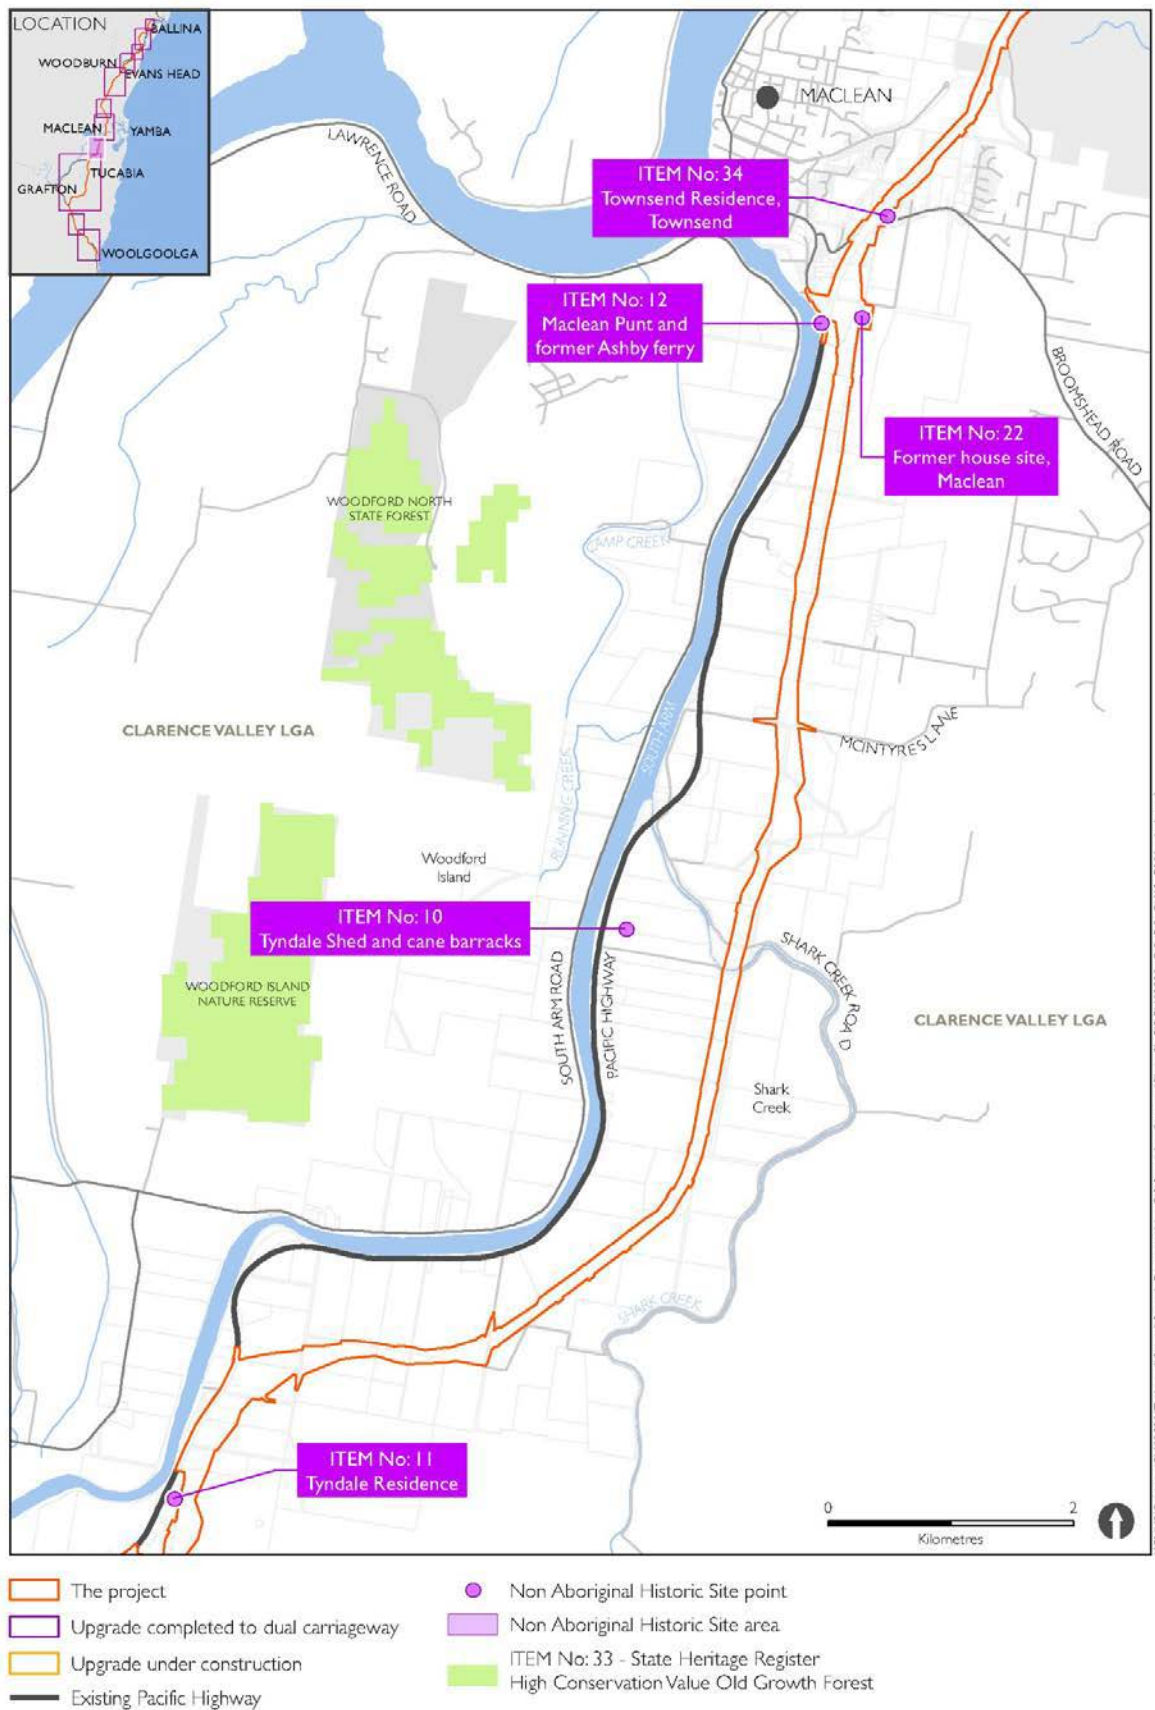 LOCATION
BALLINA
WOODBURN
EVANS HEAD
MACLEAN
YAMBA
TUCABIA
GRAFTON
WOOLGOOLGA
MACLEAN
LAWRENCE ROAD
ITEM No: 34
Townsend Residence,
Townsend
ITEM No: 12
Maclean Punt and
former Ashby ferry
BROOMSHEAD ROAD
ITEM No: 22
Former house site,
Maclean
WOODFORD NORTH
STATE FOREST
CAMP CREEK
CLARENCE VALLEY LGA
SOUTH ARM
MCINTYRES LANE
RUNNING CREEK
Woodford
Island
ITEM No: 10
Tyndale Shed and cane barracks
SHARK CREEK ROAD
WOODFORD ISLAND
NATURE RESERVE
SOUTH ARM ROAD
PACIFIC HIGHWAY
CLARENCE VALLEY LGA
Shark
Creek
SHARK CREEK
ITEM No: 11
Tyndale Residence
0 2
Kilometres
The project
Upgrade completed to dual carriageway
Upgrade under construction
Existing Pacific Highway
Non Aboriginal Historic Site point
Non Aboriginal Historic Site area
ITEM No: 33 - State Heritage Register
High Conservation Value Old Growth Forest